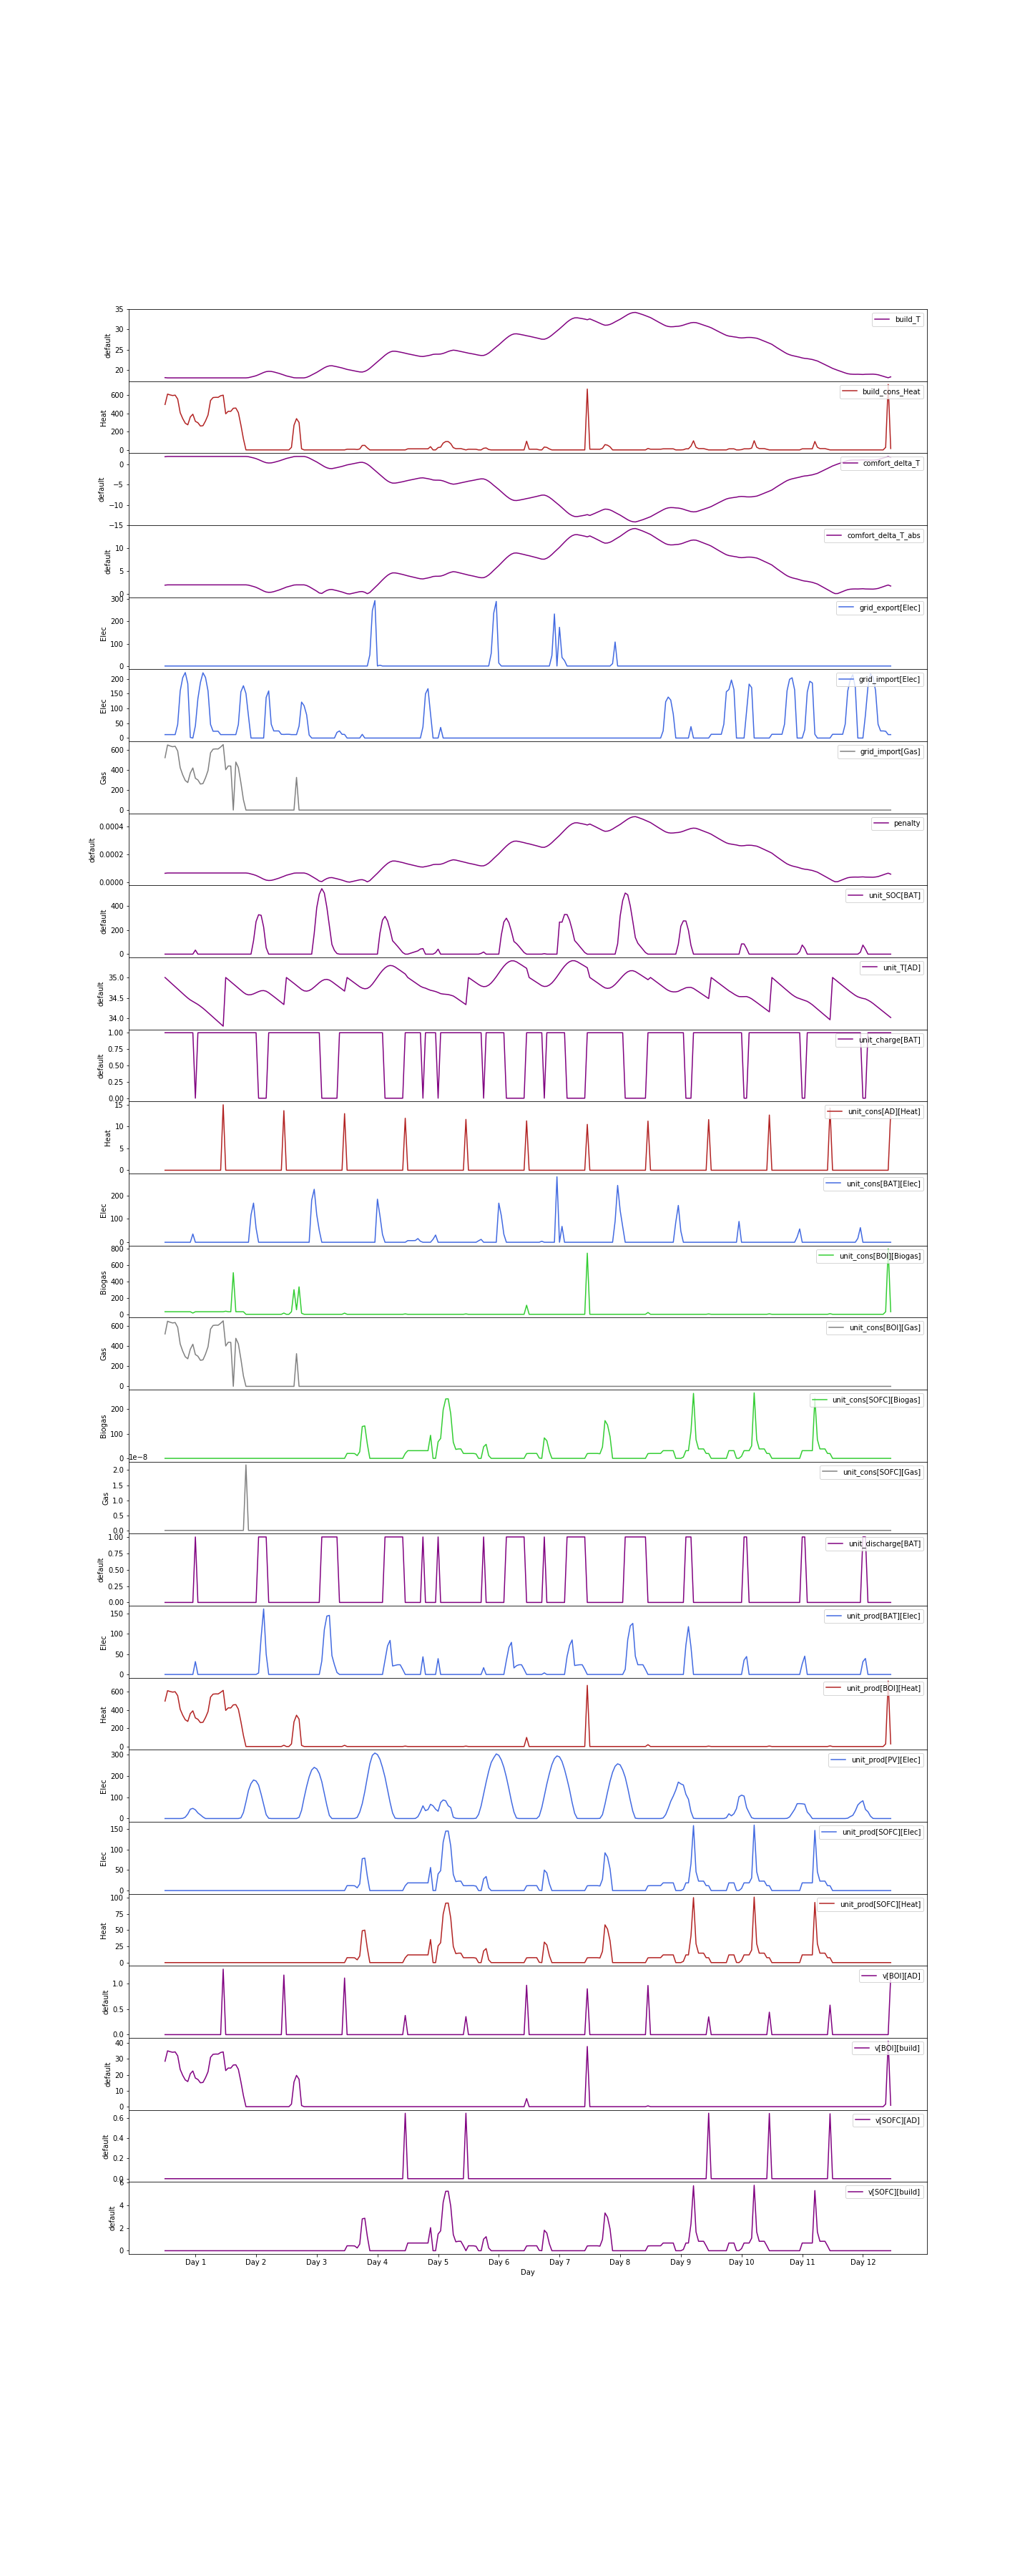 35
30
25
20
default
build_T
600
400
200
0
Heat
build_cons_Heat
0
−5
−10
−15
default
comfort_delta_T
10
5
0
default
comfort_delta_T_abs
300
200
100
0
Elec
grid_export[Elec]
200
150
100
50
0
Elec
grid_import[Elec]
600
400
200
0
Gas
grid_import[Gas]
0.0004
0.0002
0.0000
default
penalty
400
200
0
default
unit_SOC[BAT]
35.0
34.5
34.0
default
unit_T[AD]
1.00
0.75
0.50
0.25
0.00
default
unit_charge[BAT]
15
10
5
0
Heat
unit_cons[AD][Heat]
200
100
0
Elec
unit_cons[BAT][Elec]
800
600
400
200
0
Biogas
unit_cons[BOI][Biogas]
600
400
200
0
Gas
unit_cons[BOI][Gas]
200
100
0
Biogas
unit_cons[SOFC][Biogas]
1e−8
2.0
1.5
1.0
0.5
0.0
Gas
unit_cons[SOFC][Gas]
1.00
0.75
0.50
0.25
0.00
default
unit_discharge[BAT]
150
100
50
0
Elec
unit_prod[BAT][Elec]
600
400
200
0
Heat
unit_prod[BOI][Heat]
300
200
100
0
Elec
unit_prod[PV][Elec]
150
100
50
0
Elec
unit_prod[SOFC][Elec]
100
75
50
25
0
Heat
unit_prod[SOFC][Heat]
1.0
0.5
0.0
default
v[BOI][AD]
40
30
20
10
0
default
v[BOI][build]
0.6
0.4
0.2
0.0
default
v[SOFC][AD]
6
4
2
0
default
v[SOFC][build]
Day 1 Day 2 Day 3 Day 4 Day 5 Day 6 Day 7 Day 8 Day 9 Day 10 Day 11 Day 12
Day